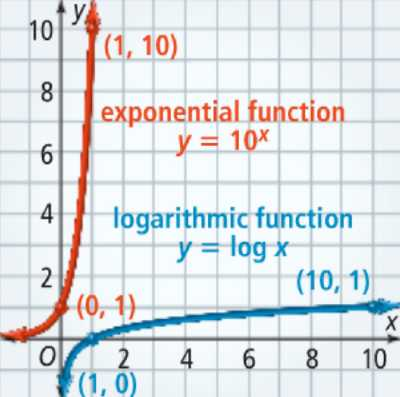 y
10
(1, 10)
8
exponential function
y = 10ˣ
6
4
logarithmic function
y = log x
2
(10, 1)
(0, 1)
x
O
2
4
6
8
10
(1, 0)